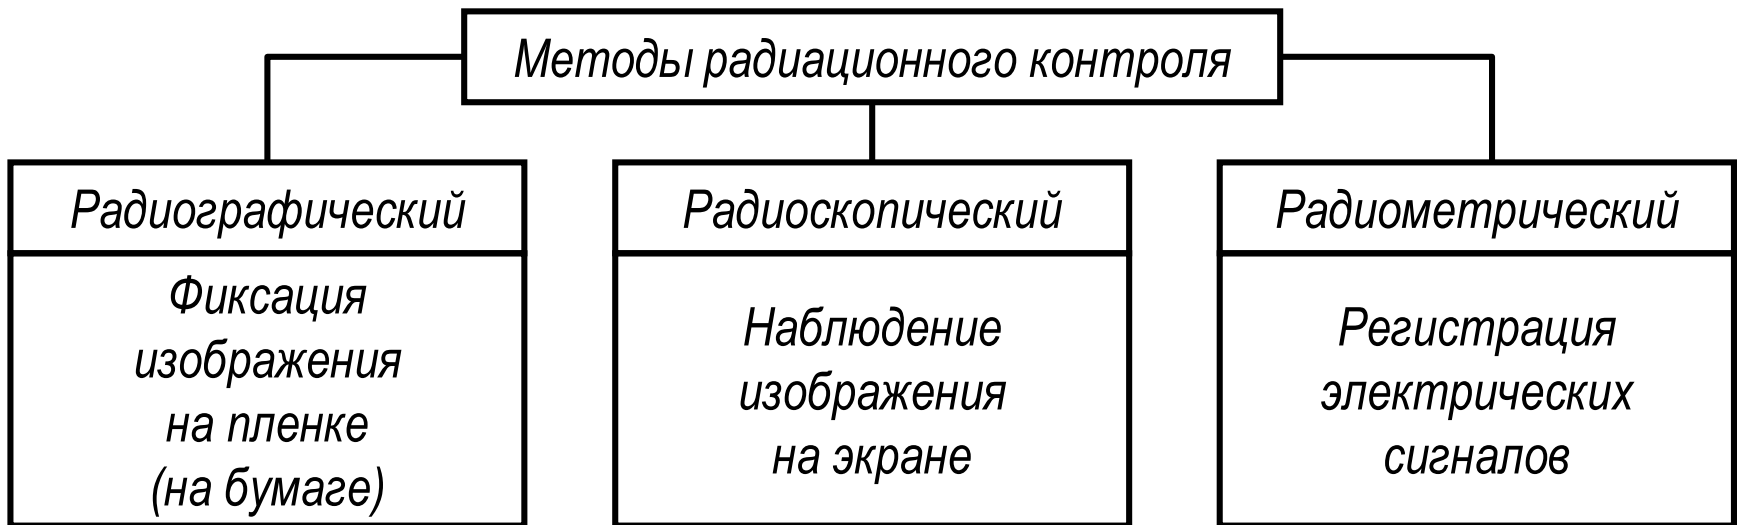 Методы радиационного контроля
Радиографический
Фиксация
изображения
на пленке
(на бумаге)
Радиоскопический
Наблюдение
изображения
на экране
Радиометрический
Регистрация
электрических
сигналов